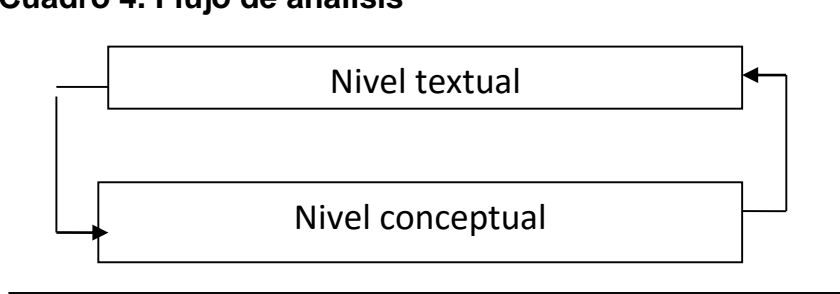 Cuadro 4. Flujo de análisis
Nivel textual
Nivel conceptual